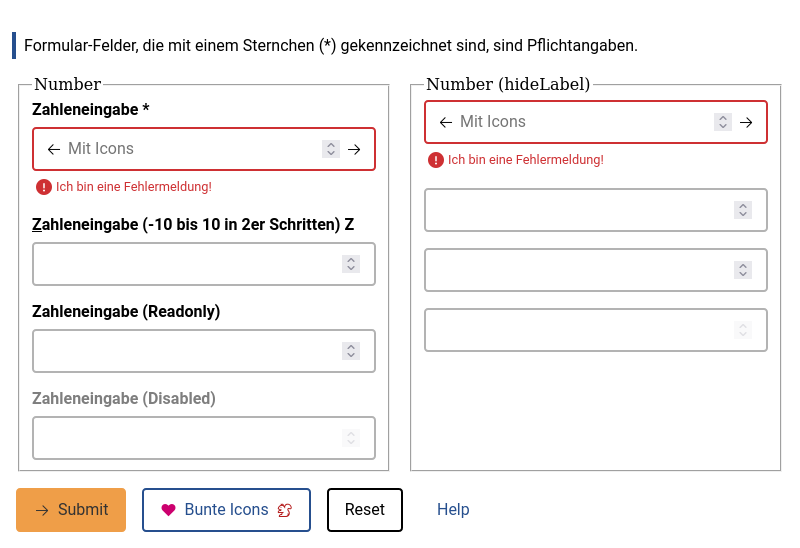 Formular-Felder, die mit einem Sternchen (*) gekennzeichnet sind, sind Pflichtangaben.
Number
Zahleneingabe *
Mit Icons
Ich bin eine Fehlermeldung!
Zahleneingabe (-10 bis 10 in 2er Schritten) Z
Zahleneingabe (Readonly)
Zahleneingabe (Disabled)
Number (hideLabel)
Mit Icons
Ich bin eine Fehlermeldung!
Submit
Bunte Icons
Reset
Help